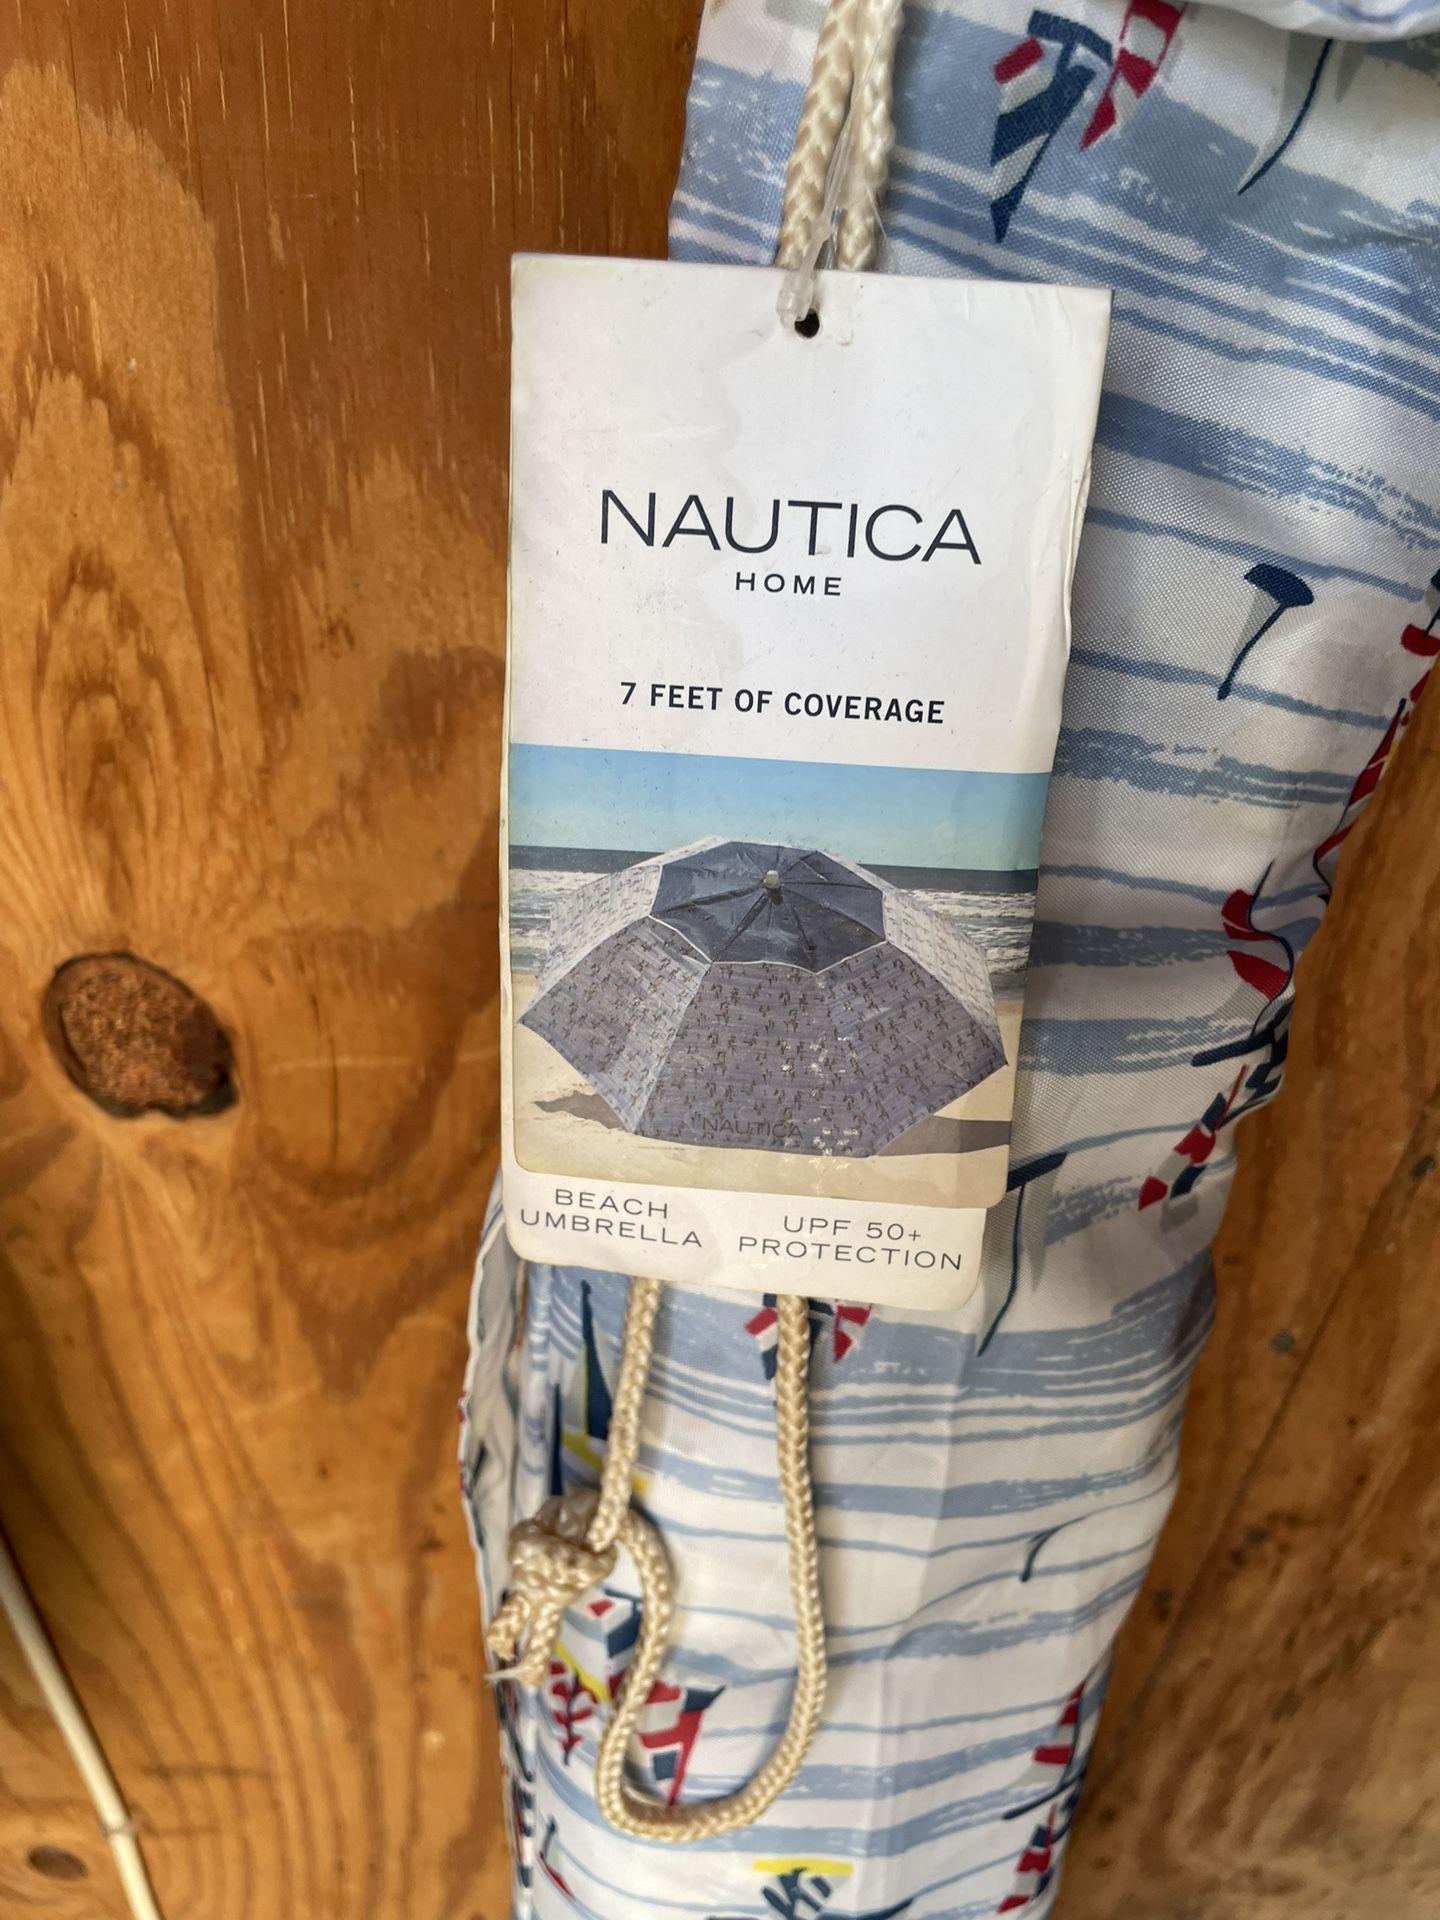 NAUTICA
HOME
7 FEET OF COVERAGE
NAUTICA
BEACH
UMBRELLA
UPF 50+
PROTECTION